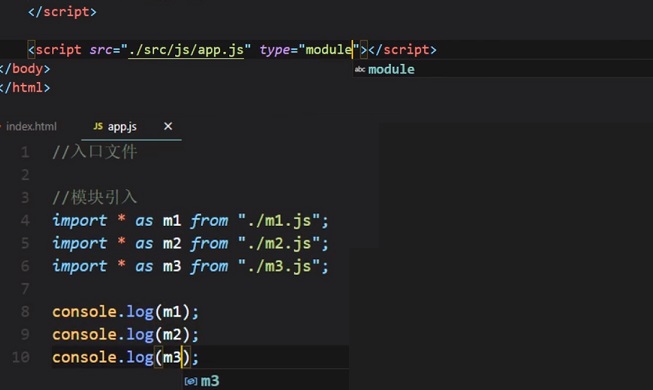 </script>
<script src="./src/js/app.js" type="module"></script>
abc module
</body>
</html>
index.html
JS app.js ×
1 //入口文件
2
3 //模块引入
4 import * as m1 from "./m1.js";
5 import * as m2 from "./m2.js";
6 import * as m3 from "./m3.js";
7
8 console.log(m1);
9 console.log(m2);
10 console.log(m3);
m3